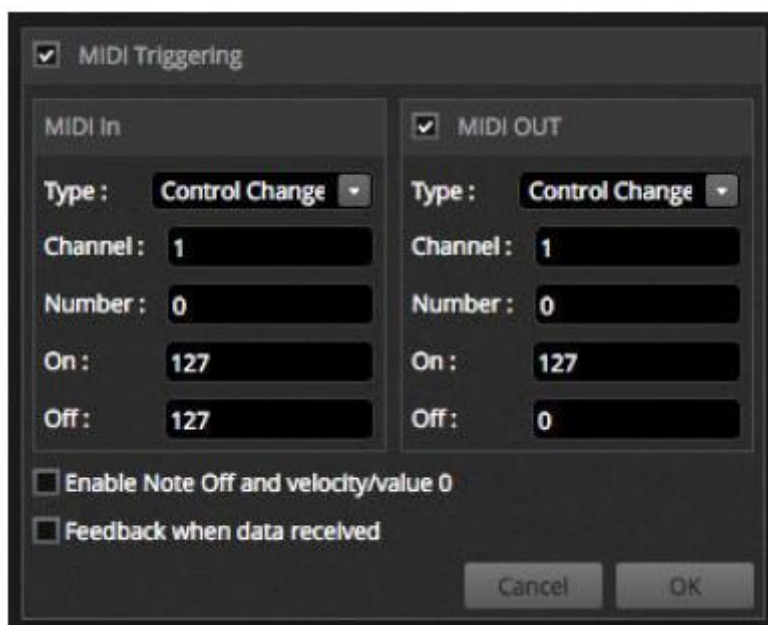 MIDI Triggering
MIDI In
Type : Control Change
Channel : 1
Number : 0
On : 127
Off : 127
MIDI OUT
Type : Control Change
Channel : 1
Number : 0
On : 127
Off : 0
Enable Note Off and velocity/value 0
Feedback when data received
Cancel OK